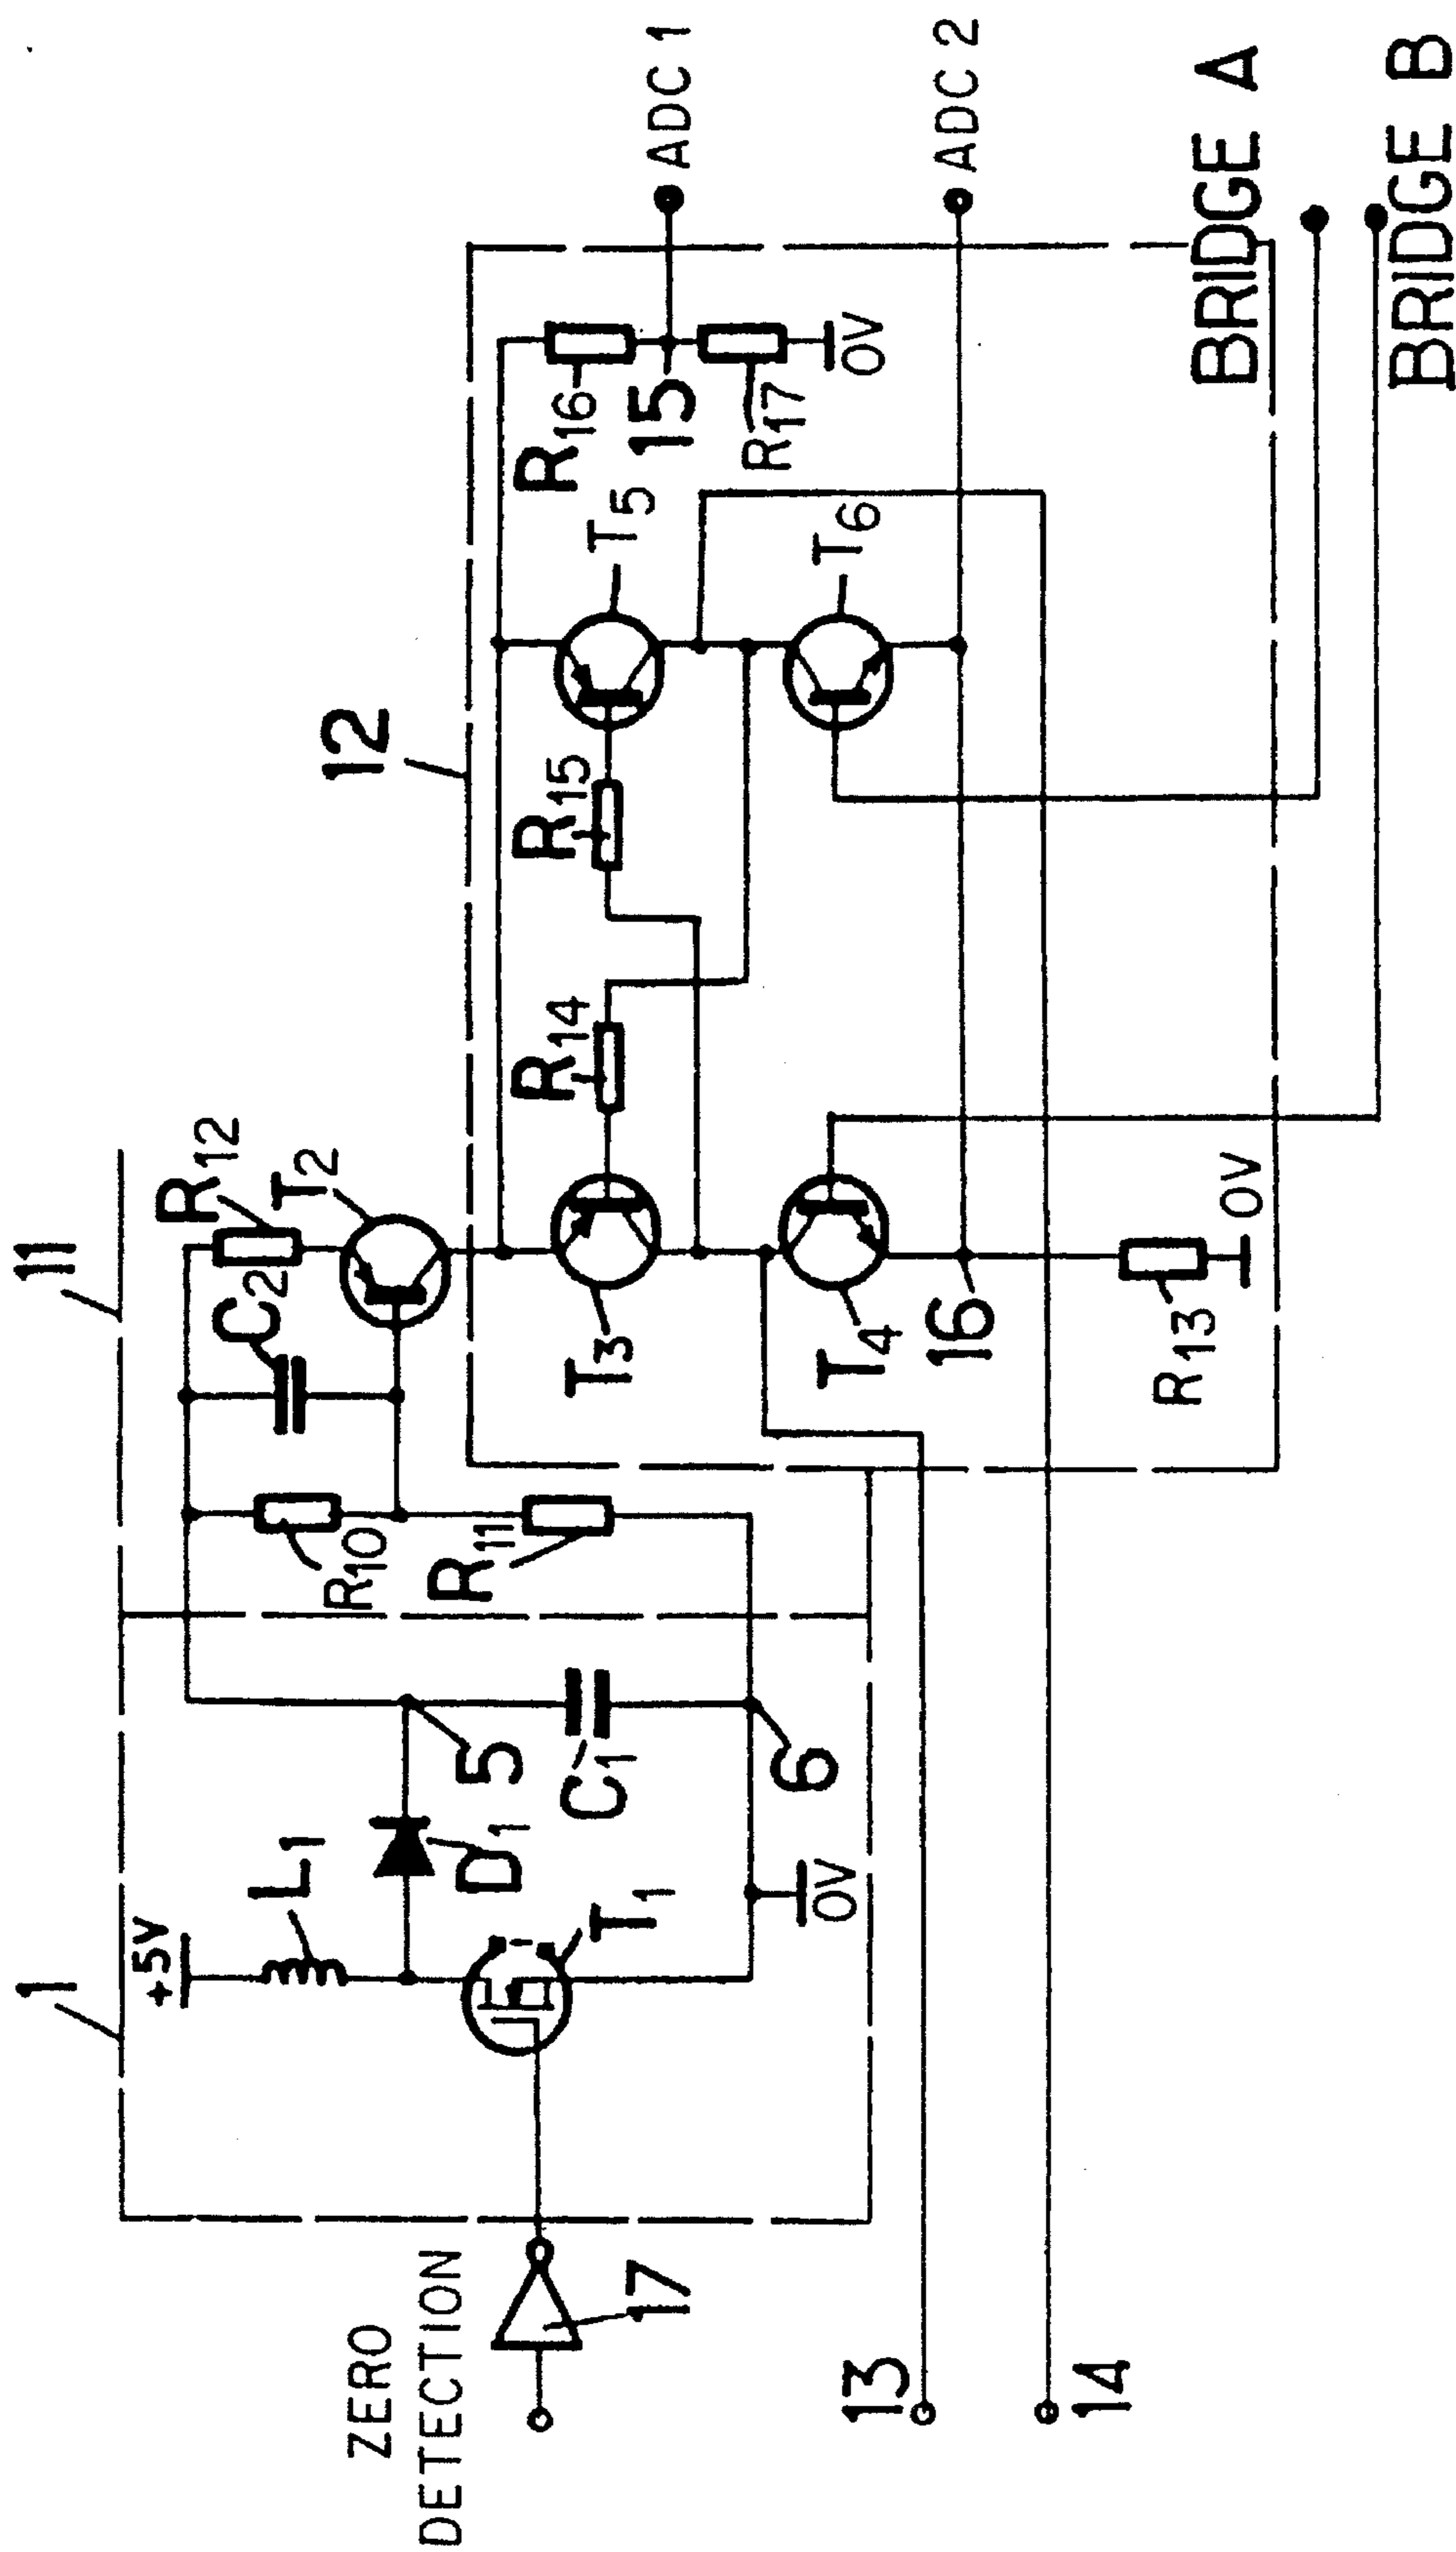 1
+5V
L1
D1
T1
5
C1
6
0V
ZERO
DETECTION
17
13
14
11
R10
R11
C2
R12
T2
12
T3
T4
R14
R15
T5
T6
16
R13
0V
R16
15
R17
0V
ADC 1
ADC 2
BRIDGE A
BRIDGE B